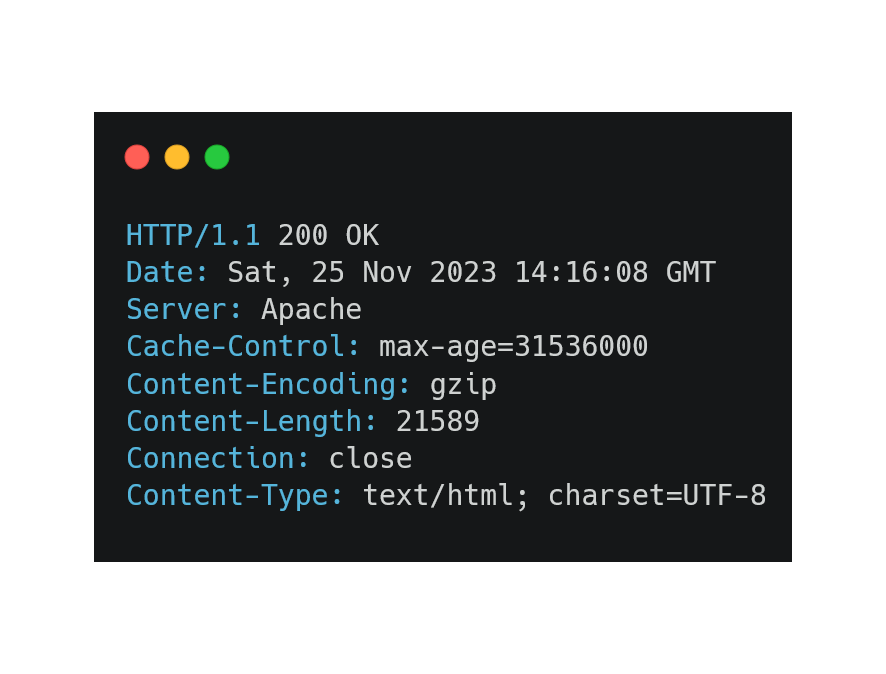 HTTP/1.1 200 OK
Date: Sat, 25 Nov 2023 14:16:08 GMT
Server: Apache
Cache-Control: max-age=31536000
Content-Encoding: gzip
Content-Length: 21589
Connection: close
Content-Type: text/html; charset=UTF-8